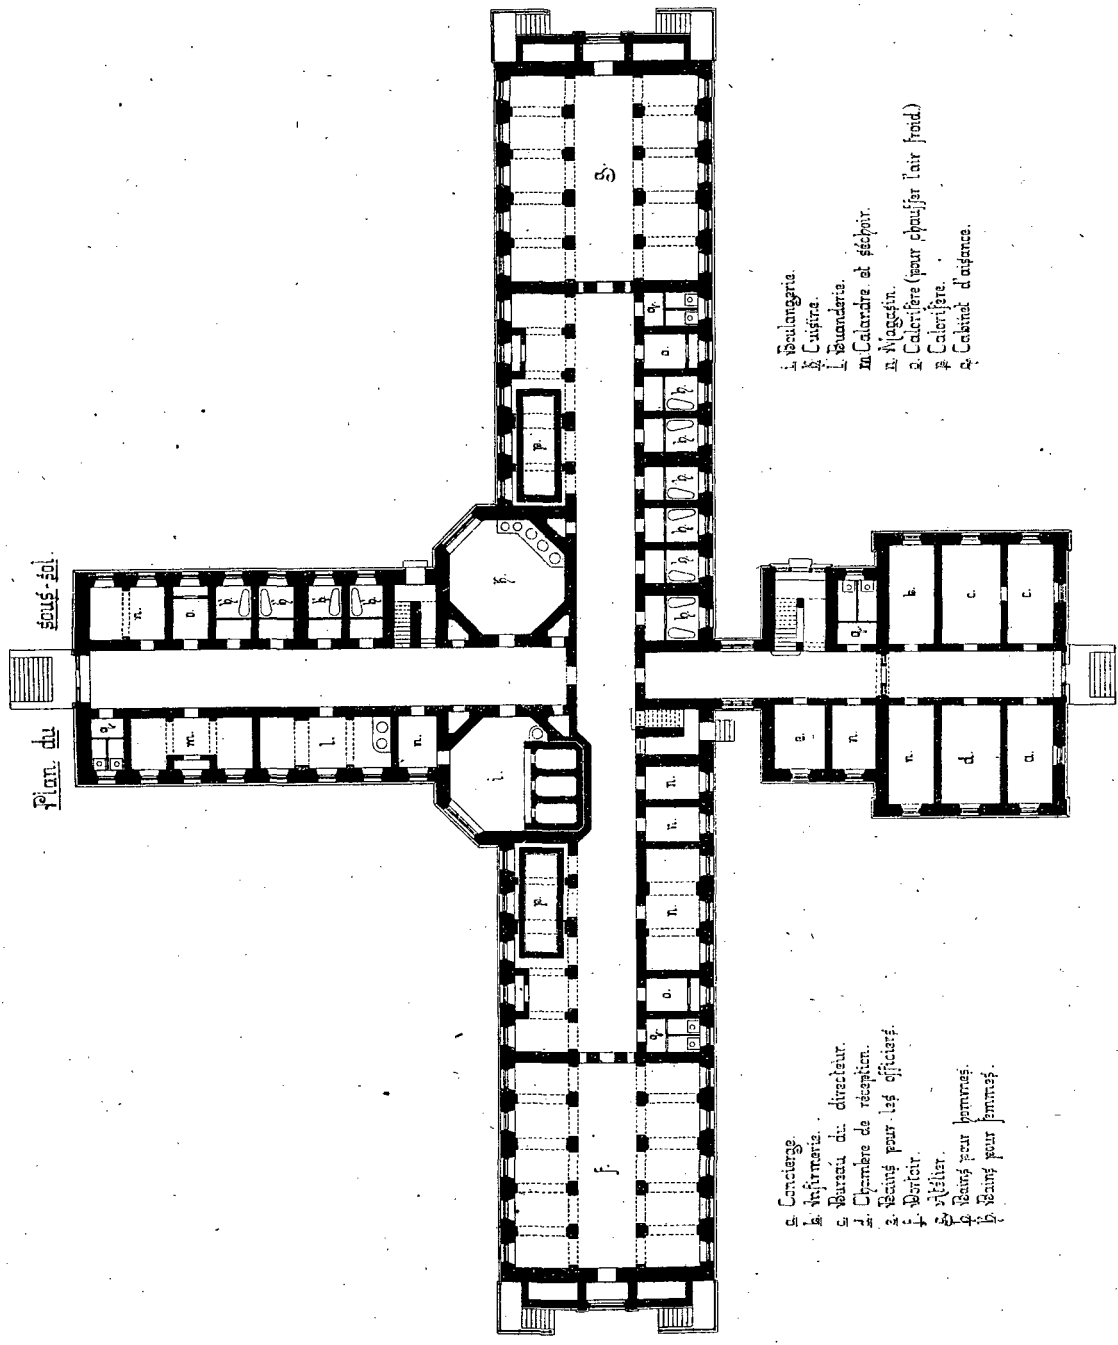 Plan du sous-sol.
a. Concierge.
b. Infirmerie.
c. Bureau du directeur.
d. Chambre de réception.
e. Bains pour les officiers.
f. Dortoir.
g. Atelier.
h. Bains pour hommes.
h. Bains pour femmes.
i. Boulangerie.
k. Cuisine.
l. Buanderie.
m. Calandre et séchoir.
n. Magasin.
o. Calorifère (pour chauffer l'air froid.)
p. Calorifère.
q. Cabinet d'aisance.
g.
q. o. h. h. h. h. h. h.
p.
n. o. h. h. h. h.
k.
q. m. l. n.
i.
q. b. c. c.
e. n. n. d. a.
n. n. n. o. q.
p.
f.